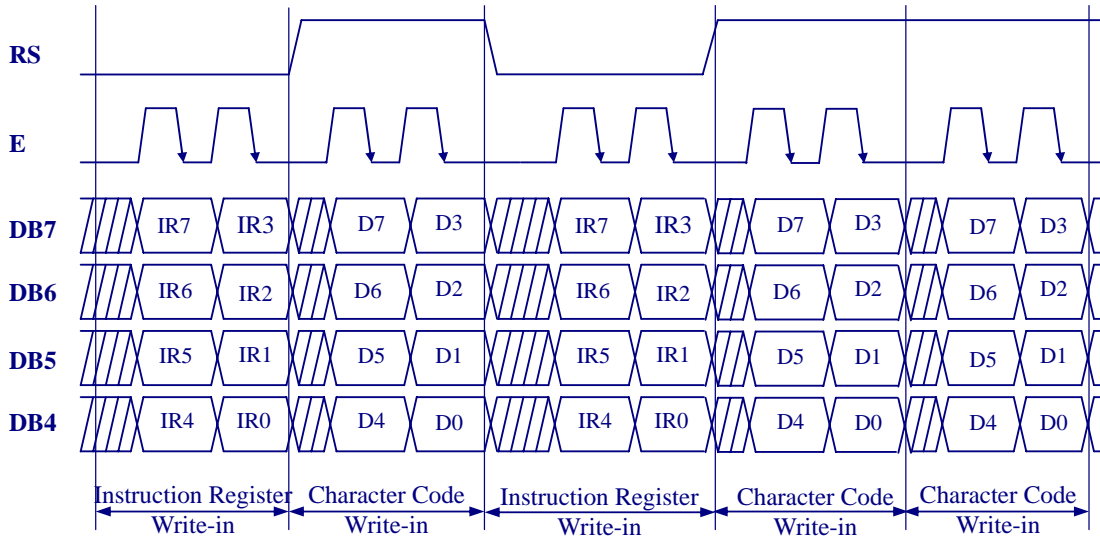 RS
E
DB7 IR7 IR3 D7 D3 IR7 IR3 D7 D3 D7 D3
DB6 IR6 IR2 D6 D2 IR6 IR2 D6 D2 D6 D2
DB5 IR5 IR1 D5 D1 IR5 IR1 D5 D1 D5 D1
DB4 IR4 IR0 D4 D0 IR4 IR0 D4 D0 D4 D0
Instruction Register Character Code Instruction Register Character Code Character Code
Write-in Write-in Write-in Write-in Write-in